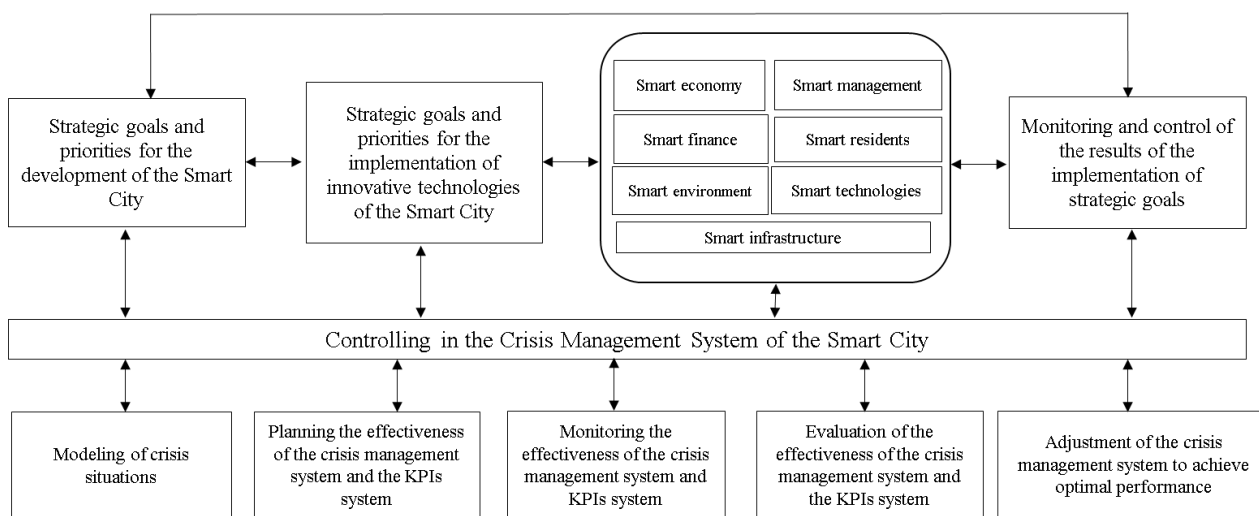 Strategic goals and
priorities for the
development of the Smart
City
Strategic goals and
priorities for the
implementation of
innovative technologies
of the Smart City
Smart economy
Smart management
Smart finance
Smart residents
Smart environment
Smart technologies
Smart infrastructure
Monitoring and control of
the results of the
implementation of
strategic goals
Controlling in the Crisis Management System of the Smart City
Modeling of crisis
situations
Planning the effectiveness
of the crisis management
system and the KPIs
system
Monitoring the
effectiveness of the crisis
management system and
KPIs system
Evaluation of the
effectiveness of the crisis
management system and
the KPIs system
Adjustment of the crisis
management system to achieve
optimal performance